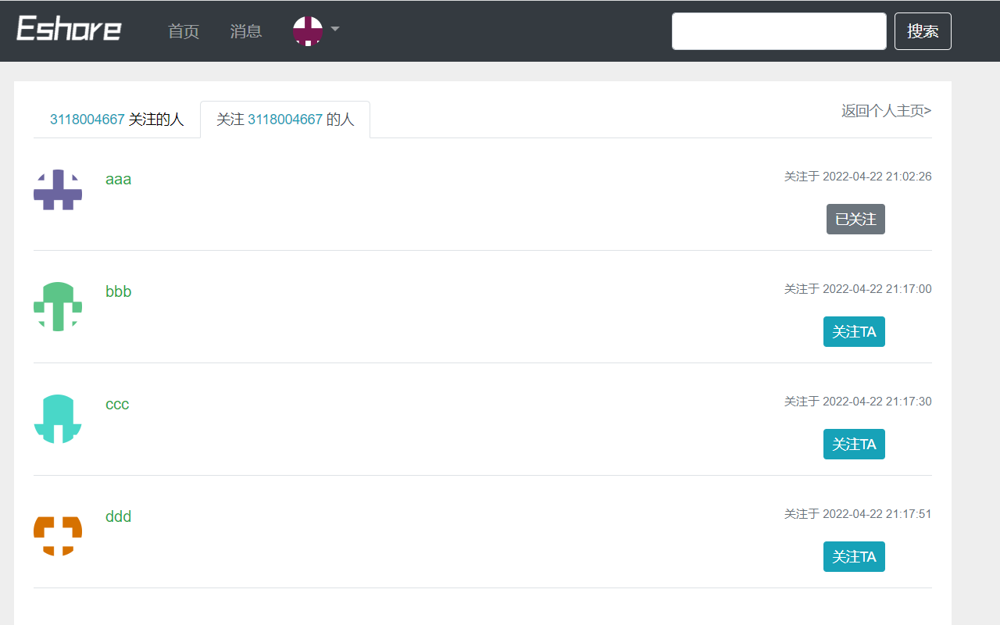 Eshare 首页 消息 搜索
3118004667 关注的人 关注 3118004667 的人 返回个人主页>
aaa 关注于 2022-04-22 21:02:26
已关注
bbb 关注于 2022-04-22 21:17:00
关注TA
ccc 关注于 2022-04-22 21:17:30
关注TA
ddd 关注于 2022-04-22 21:17:51
关注TA